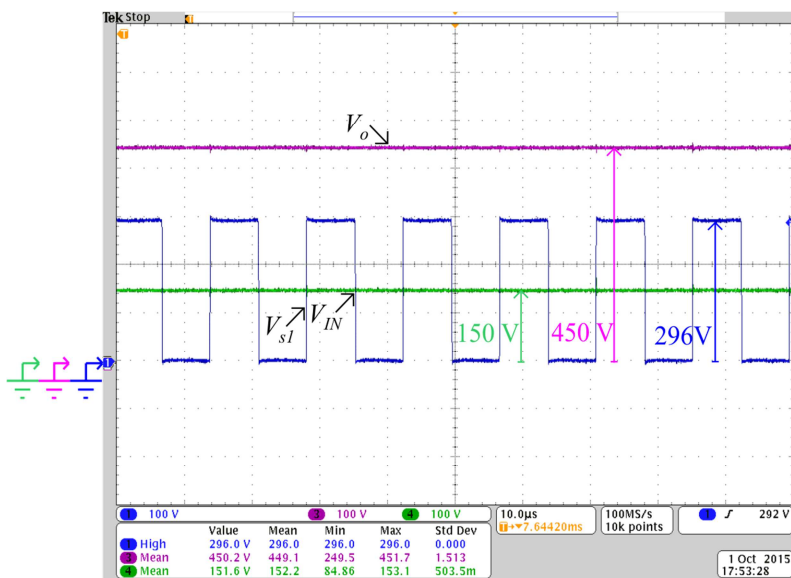 Tek Stop
T
T
Vo
Vs1
VIN
150 V
450 V
296V
1
1 100 V
3 100 V
4 100 V
10.0µs
T→▼7.64420ms
100MS/s
10k points
1 ƒ 292 V
Value Mean Min Max Std Dev
1 High 296.0 V 296.0 296.0 296.0 0.000
3 Mean 450.2 V 449.1 249.5 451.7 1.513
4 Mean 151.6 V 152.2 84.86 153.1 503.5m
1 Oct 2015
17:53:28